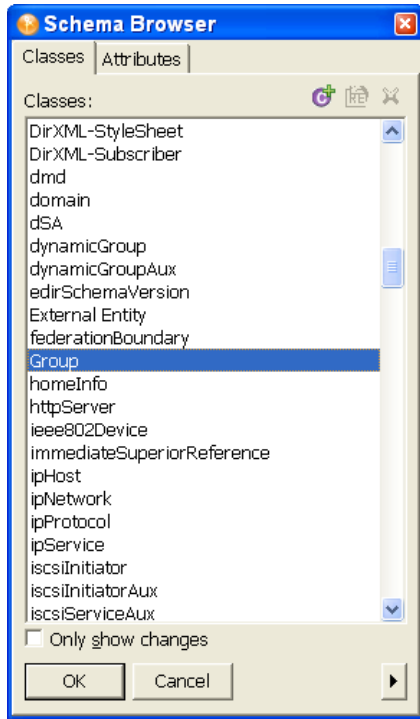 Schema Browser
Classes Attributes
Classes:
DirXML-StyleSheet
DirXML-Subscriber
dmd
domain
dSA
dynamicGroup
dynamicGroupAux
edirSchemaVersion
External Entity
federationBoundary
Group
homeInfo
httpServer
ieee802Device
immediateSuperiorReference
ipHost
ipNetwork
ipProtocol
ipService
iscsiInitiator
iscsiInitiatorAux
iscsiServiceAux
Only show changes
OK Cancel